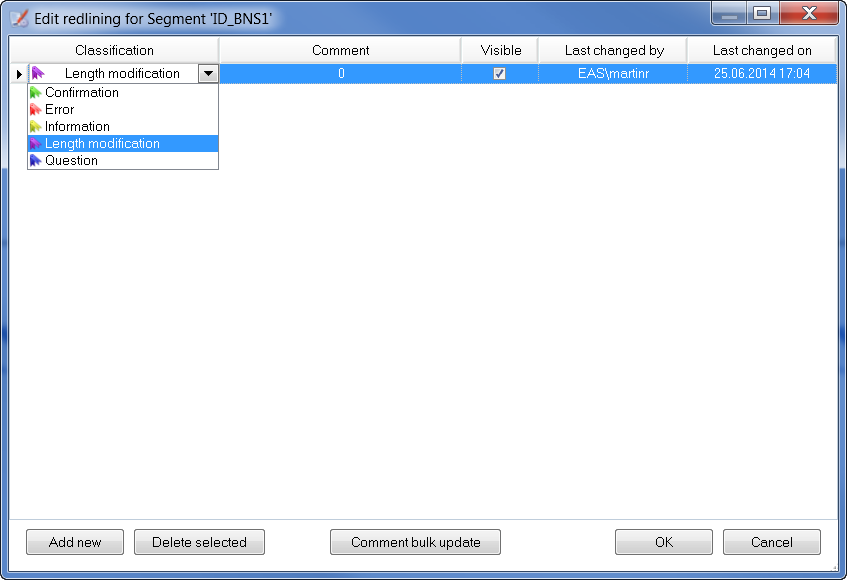 Edit redlining for Segment 'ID_BNS1'
Classification Comment Visible Last changed by Last changed on
Length modification 0 EAS\martinr 25.06.2014 17:04
Confirmation
Error
Information
Length modification
Question
Add new Delete selected Comment bulk update OK Cancel